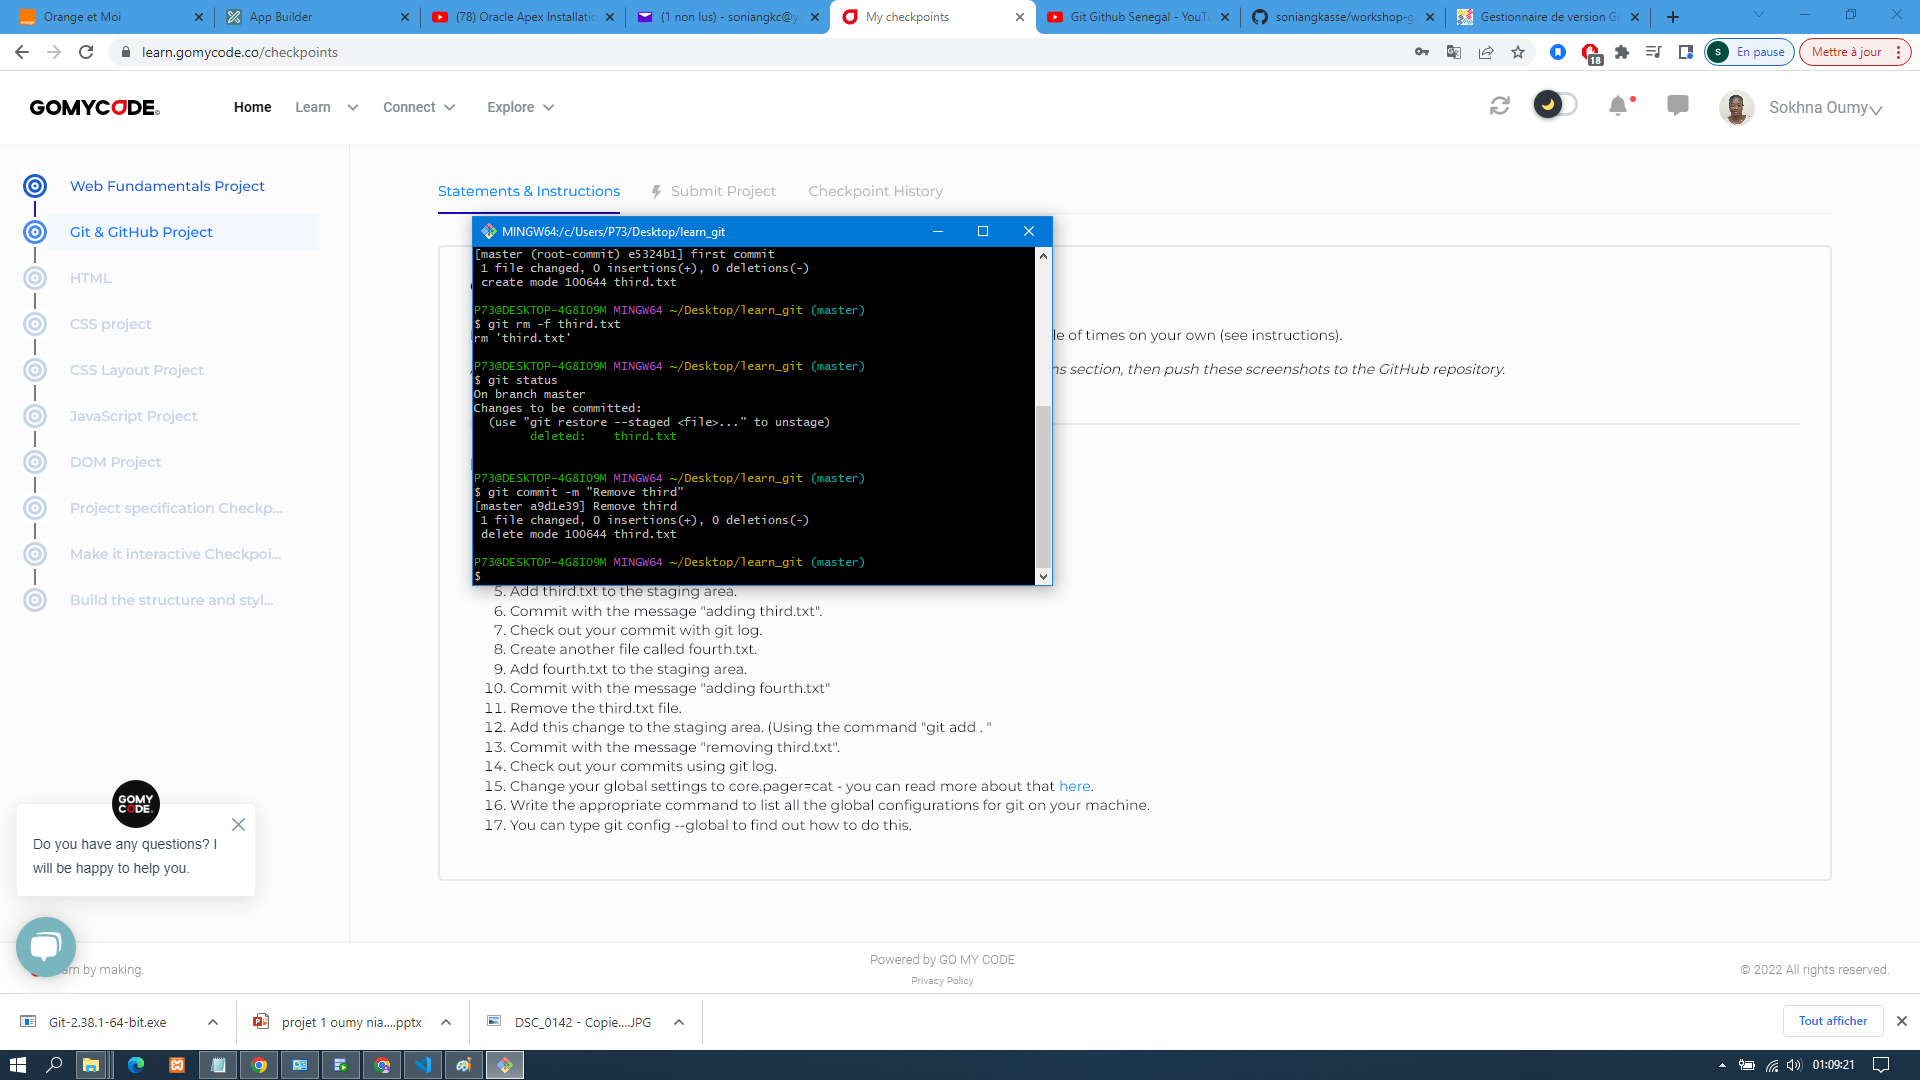 Orange et Moi
App Builder
(78) Oracle Apex Installatio
(1 non lus) - soniangkc@y
My checkpoints
Git Github Senegal - YouTu
soniangkasse/workshop-g
Gestionnaire de version Gi
learn.gomycode.co/checkpoints
18
S
En pause
Mettre à jour
GOMYCODE
Home
Learn
Connect
Explore
Sokhna Oumy
Web Fundamentals Project
Git & GitHub Project
HTML
CSS project
CSS Layout Project
JavaScript Project
DOM Project
Project specification Checkp...
Make it interactive Checkpoi...
Build the structure and styl...
Statements & Instructions
Submit Project
Checkpoint History
MINGW64:/c/Users/P73/Desktop/learn_git
[master (root-commit) e5324b1] first commit
1 file changed, 0 insertions(+), 0 deletions(-)
create mode 100644 third.txt
P73@DESKTOP-4G8IO9M MINGW64 ~/Desktop/learn_git (master)
$ git rm -f third.txt
rm 'third.txt'
P73@DESKTOP-4G8IO9M MINGW64 ~/Desktop/learn_git (master)
$ git status
On branch master
Changes to be committed:
(use "git restore --staged <file>..." to unstage)
deleted:    third.txt
P73@DESKTOP-4G8IO9M MINGW64 ~/Desktop/learn_git (master)
$ git commit -m "Remove third"
[master a9d1e39] Remove third
1 file changed, 0 insertions(+), 0 deletions(-)
delete mode 100644 third.txt
P73@DESKTOP-4G8IO9M MINGW64 ~/Desktop/learn_git (master)
$
le of times on your own (see instructions).
ns section, then push these screenshots to the GitHub repository.
5. Add third.txt to the staging area.
6. Commit with the message "adding third.txt".
7. Check out your commit with git log.
8. Create another file called fourth.txt.
9. Add fourth.txt to the staging area.
10. Commit with the message "adding fourth.txt"
11. Remove the third.txt file.
12. Add this change to the staging area. (Using the command "git add . "
13. Commit with the message "removing third.txt".
14. Check out your commits using git log.
15. Change your global settings to core.pager=cat - you can read more about that here.
16. Write the appropriate command to list all the global configurations for git on your machine.
17. You can type git config --global to find out how to do this.
GOMY
CODE
Do you have any questions? I
will be happy to help you.
arn by making.
Powered by GO MY CODE
Privacy Policy
© 2022 All rights reserved.
Git-2.38.1-64-bit.exe
projet 1 oumy nia....pptx
DSC_0142 - Copie....JPG
Tout afficher
01:09:21